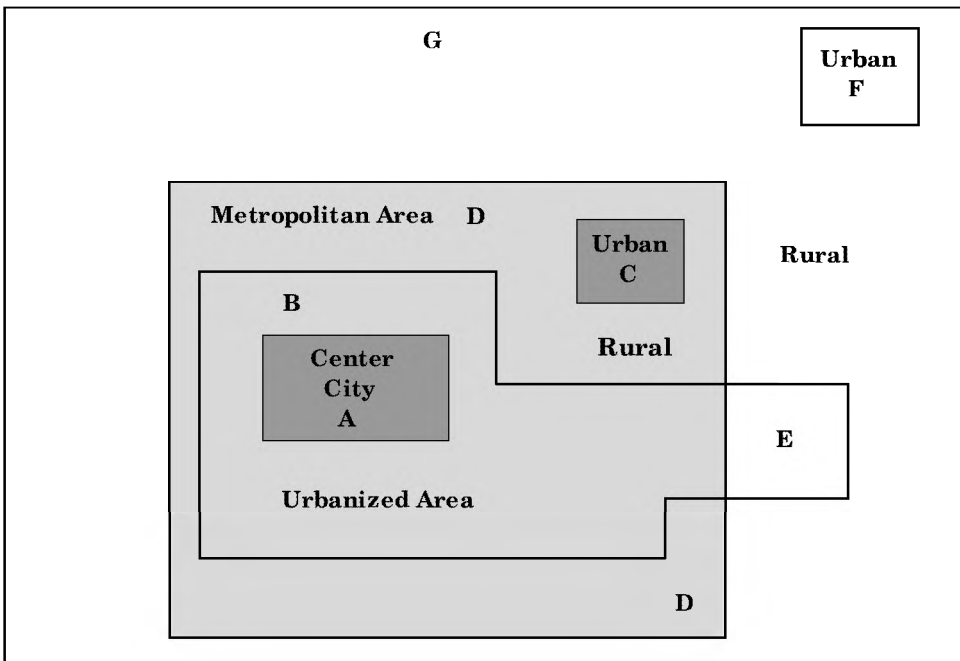 G
Urban
F
Metropolitan Area D
Urban
C
Rural
B
Rural
Center
City
A
E
Urbanized Area
D